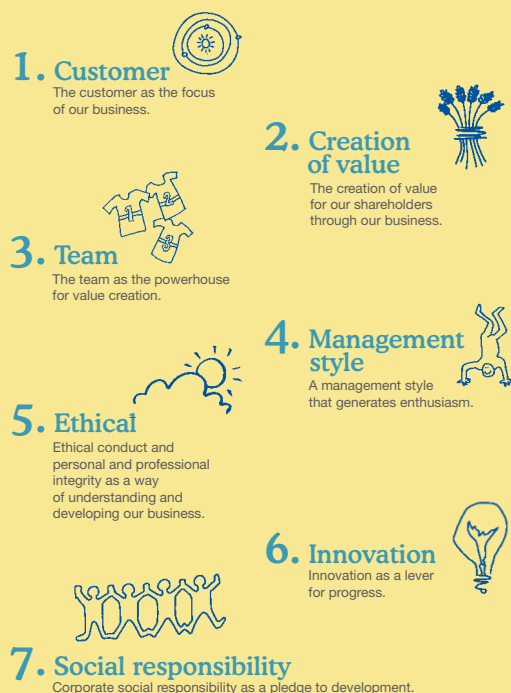 1. Customer
The customer as the focus
of our business.
2. Creation
of value
The creation of value
for our shareholders
through our business.
3. Team
The team as the powerhouse
for value creation.
4. Management
style
A management style
that generates enthusiasm.
5. Ethical
Ethical conduct and
personal and professional
integrity as a way
of understanding and
developing our business.
6. Innovation
Innovation as a lever
for progress.
7. Social responsibility
Corporate social responsibility as a pledge to development.